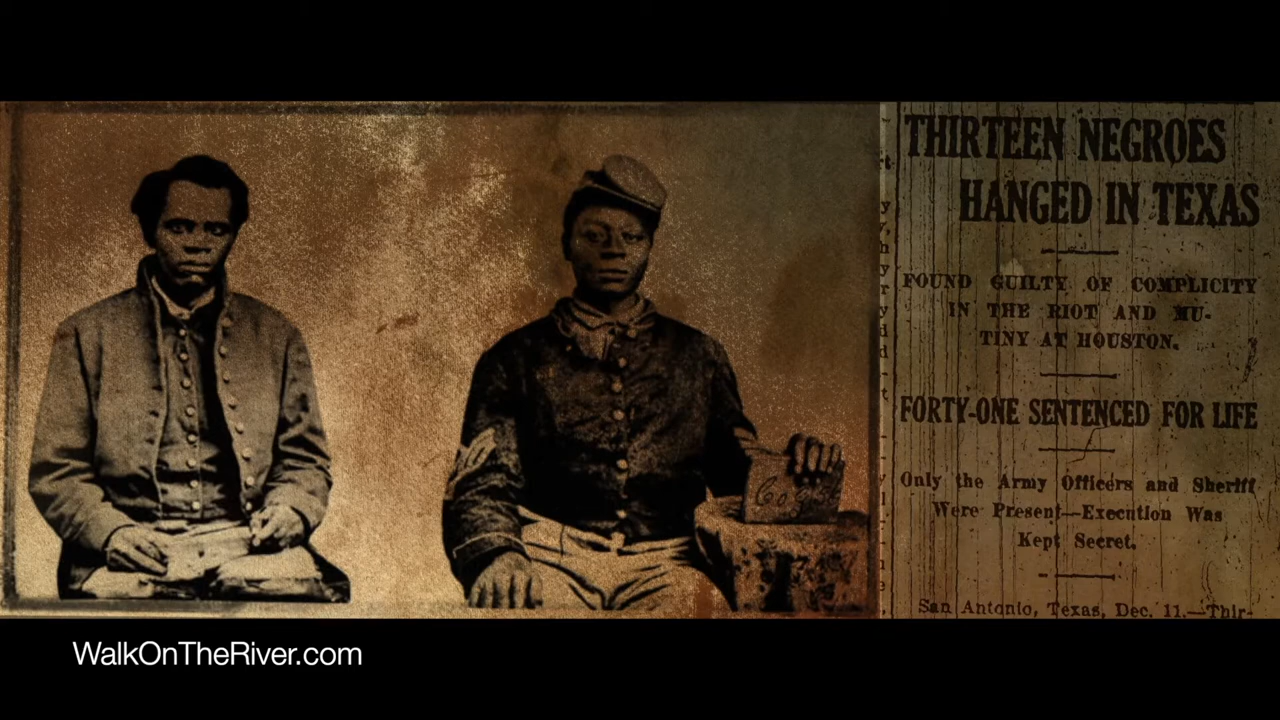 THIRTEEN NEGROES
HANGED IN TEXAS
FOUND GUILTY OF COMPLICITY
IN THE RIOT AND MU-
TINY AT HOUSTON.
FORTY-ONE SENTENCED FOR LIFE
Only the Army Officers and Sheriff
Were Present—Execution Was
Kept Secret.
San Antonio, Texas, Dec. 11.—Thir-
WalkOnTheRiver.com